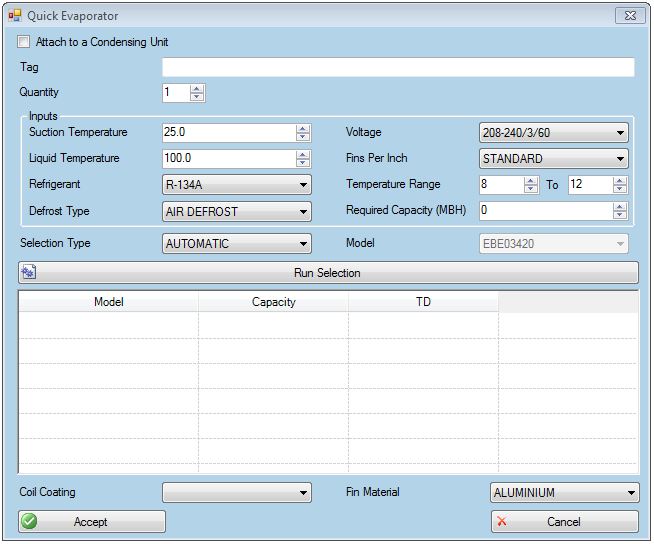 Quick Evaporator
Attach to a Condensing Unit
Tag
Quantity 1
Inputs
Suction Temperature 25.0 Voltage 208-240/3/60
Liquid Temperature 100.0 Fins Per Inch STANDARD
Refrigerant R-134A Temperature Range 8 To 12
Defrost Type AIR DEFROST Required Capacity (MBH) 0
Selection Type AUTOMATIC Model EBE03420
Run Selection
Model Capacity TD
Coil Coating Fin Material ALUMINIUM
Accept Cancel